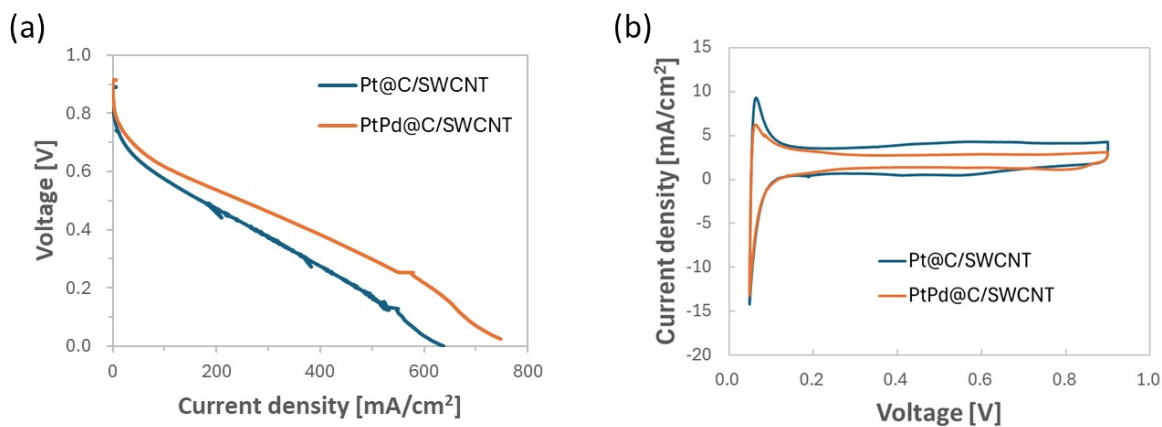 (a)
1.0
0.8
0.6
0.4
0.2
0.0
Voltage [V]
Pt@C/SWCNT
PtPd@C/SWCNT
0
200
400
600
800
Current density [mA/cm²]
(b)
15
10
5
0
-5
-10
-15
-20
Current density [mA/cm²]
Pt@C/SWCNT
PtPd@C/SWCNT
0.0
0.2
0.4
0.6
0.8
1.0
Voltage [V]